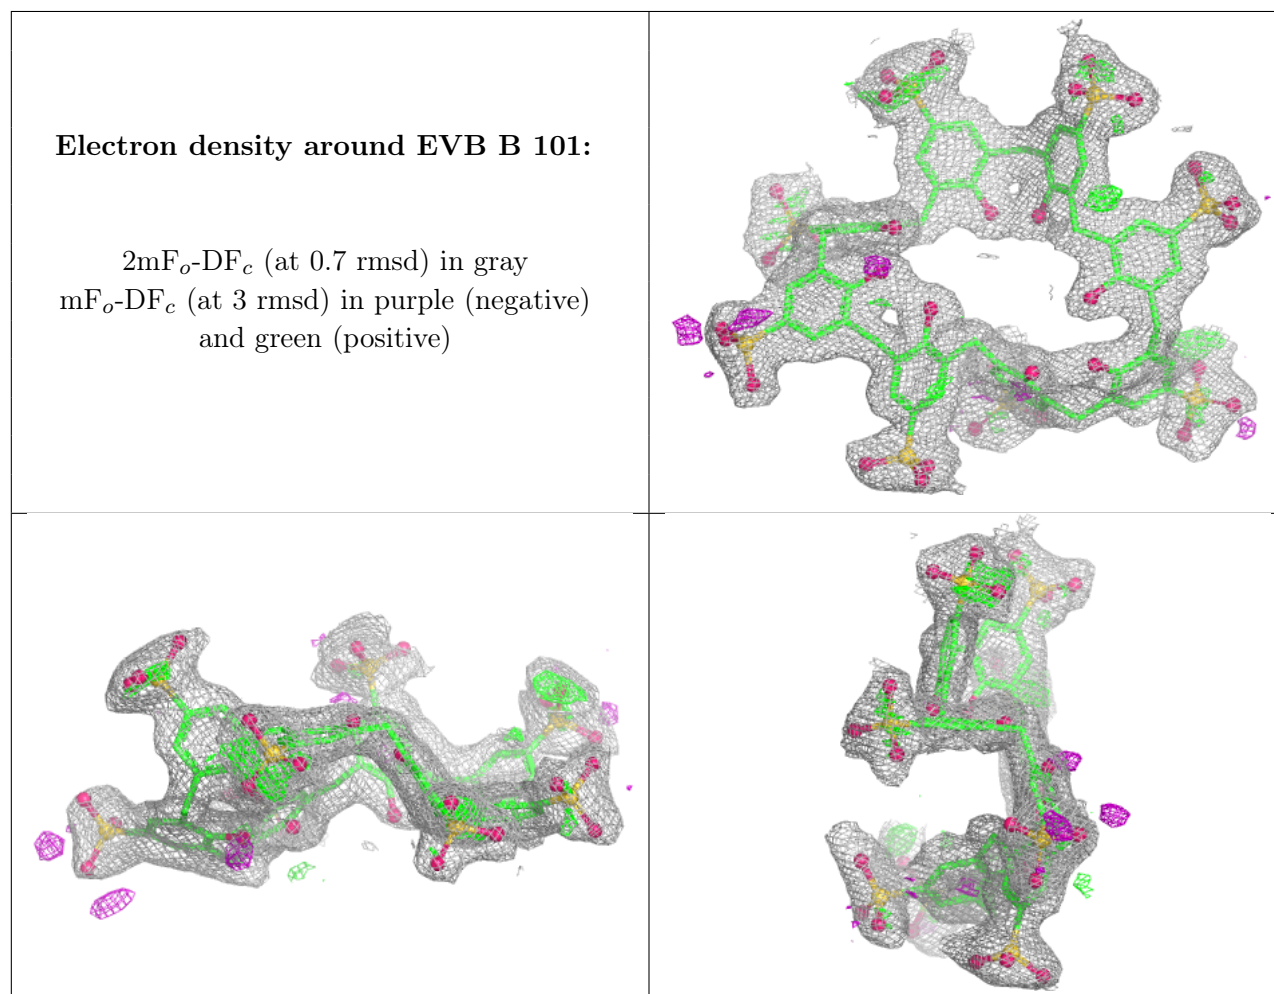 Electron density around EVB B 101:
2mFo-DFc (at 0.7 rmsd) in gray
mFo-DFc (at 3 rmsd) in purple (negative)
and green (positive)